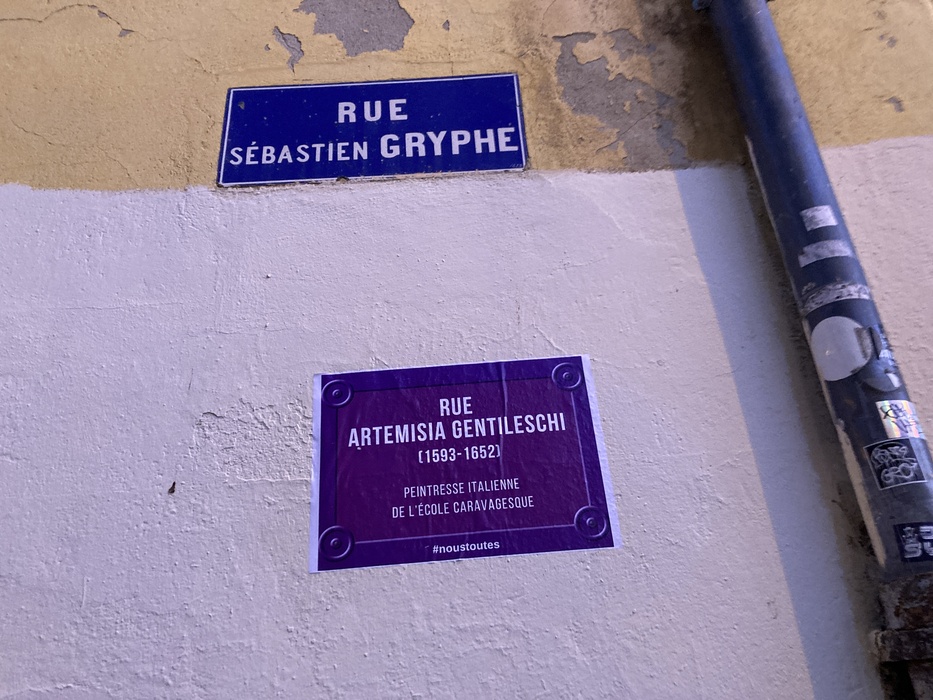 RUE
SÉBASTIEN GRYPHE
RUE
ARTEMISIA GENTILESCHI
(1593-1652)
PEINTRESSE ITALIENNE
DE L'ÉCOLE CARAVAGESQUE
#noustoutes